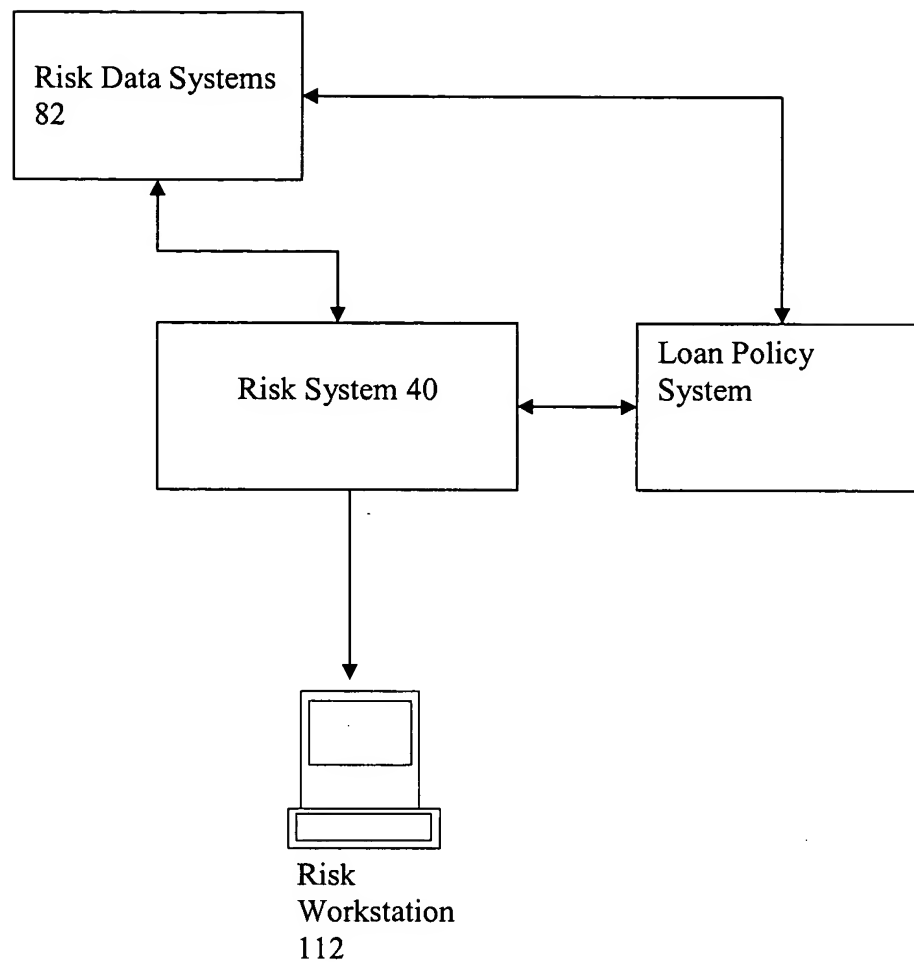 Risk Data Systems
82
Risk System 40
Loan Policy
System
Risk
Workstation
112